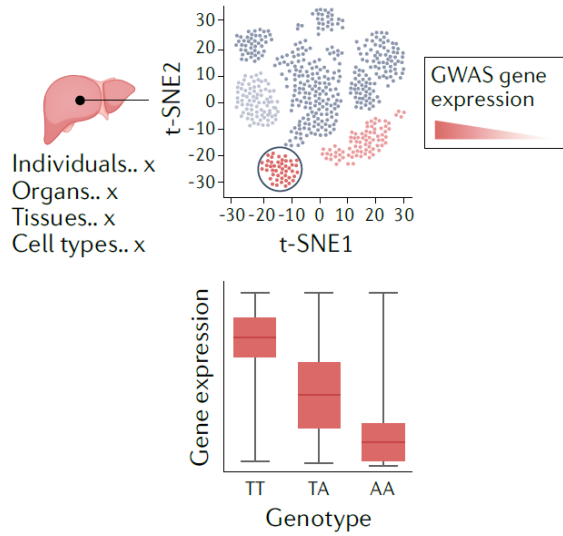 t-SNE2
30
20
10
0
-10
-20
-30
-30 -20 -10 0 10 20 30
t-SNE1
GWAS gene
expression
Individuals.. x
Organs.. x
Tissues.. x
Cell types.. x
Gene expression
TT TA AA
Genotype